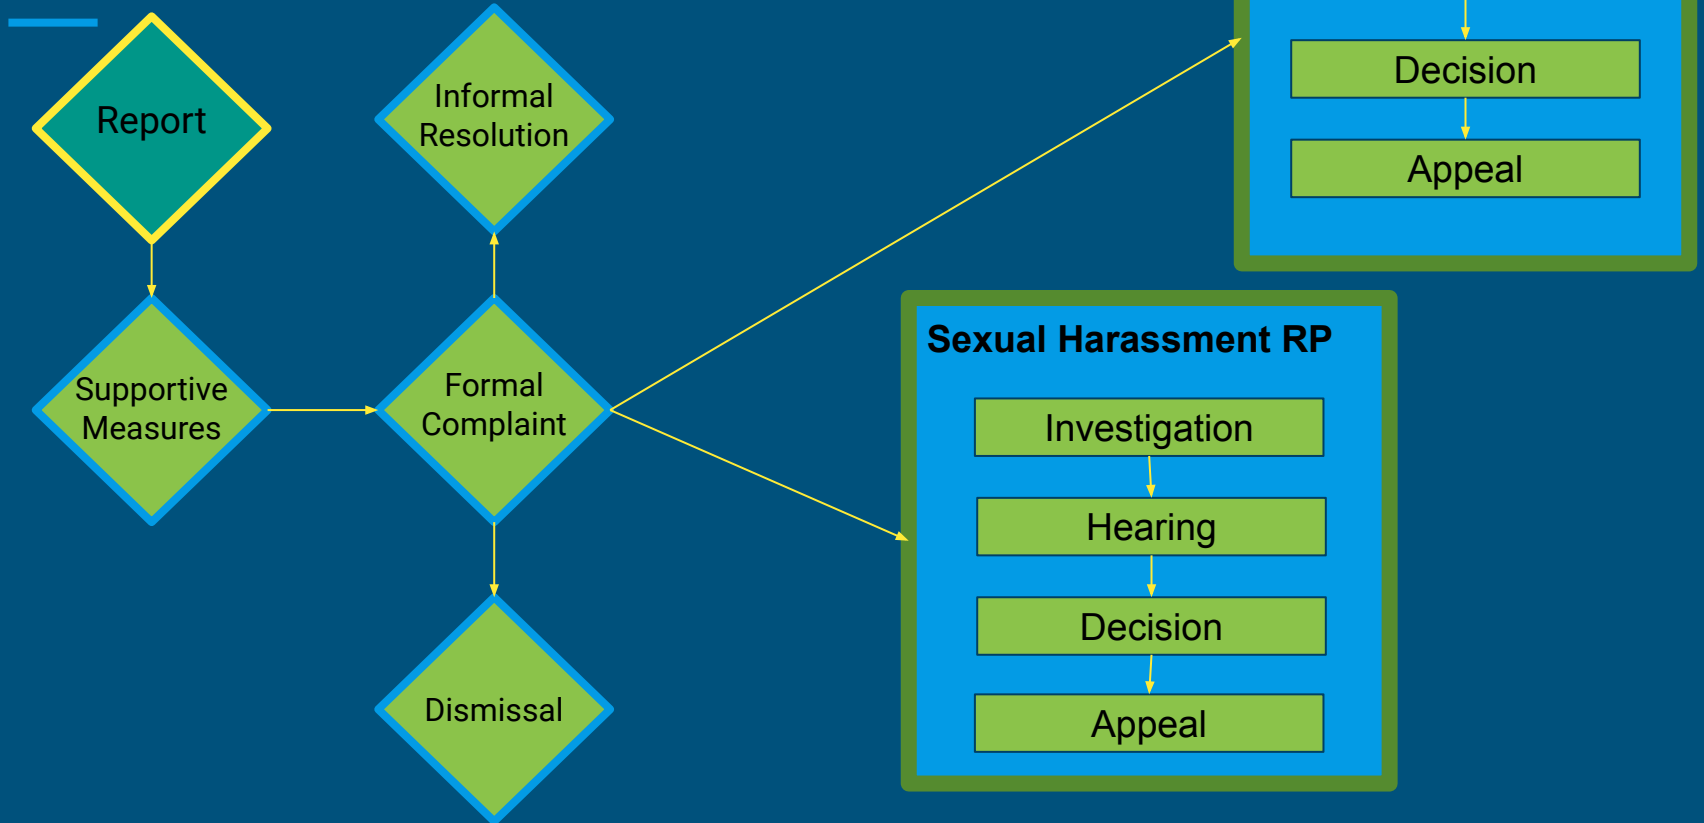 Report
Informal
Resolution
Decision
Appeal
Supportive
Measures
Formal
Complaint
Dismissal
Sexual Harassment RP
Investigation
Hearing
Decision
Appeal